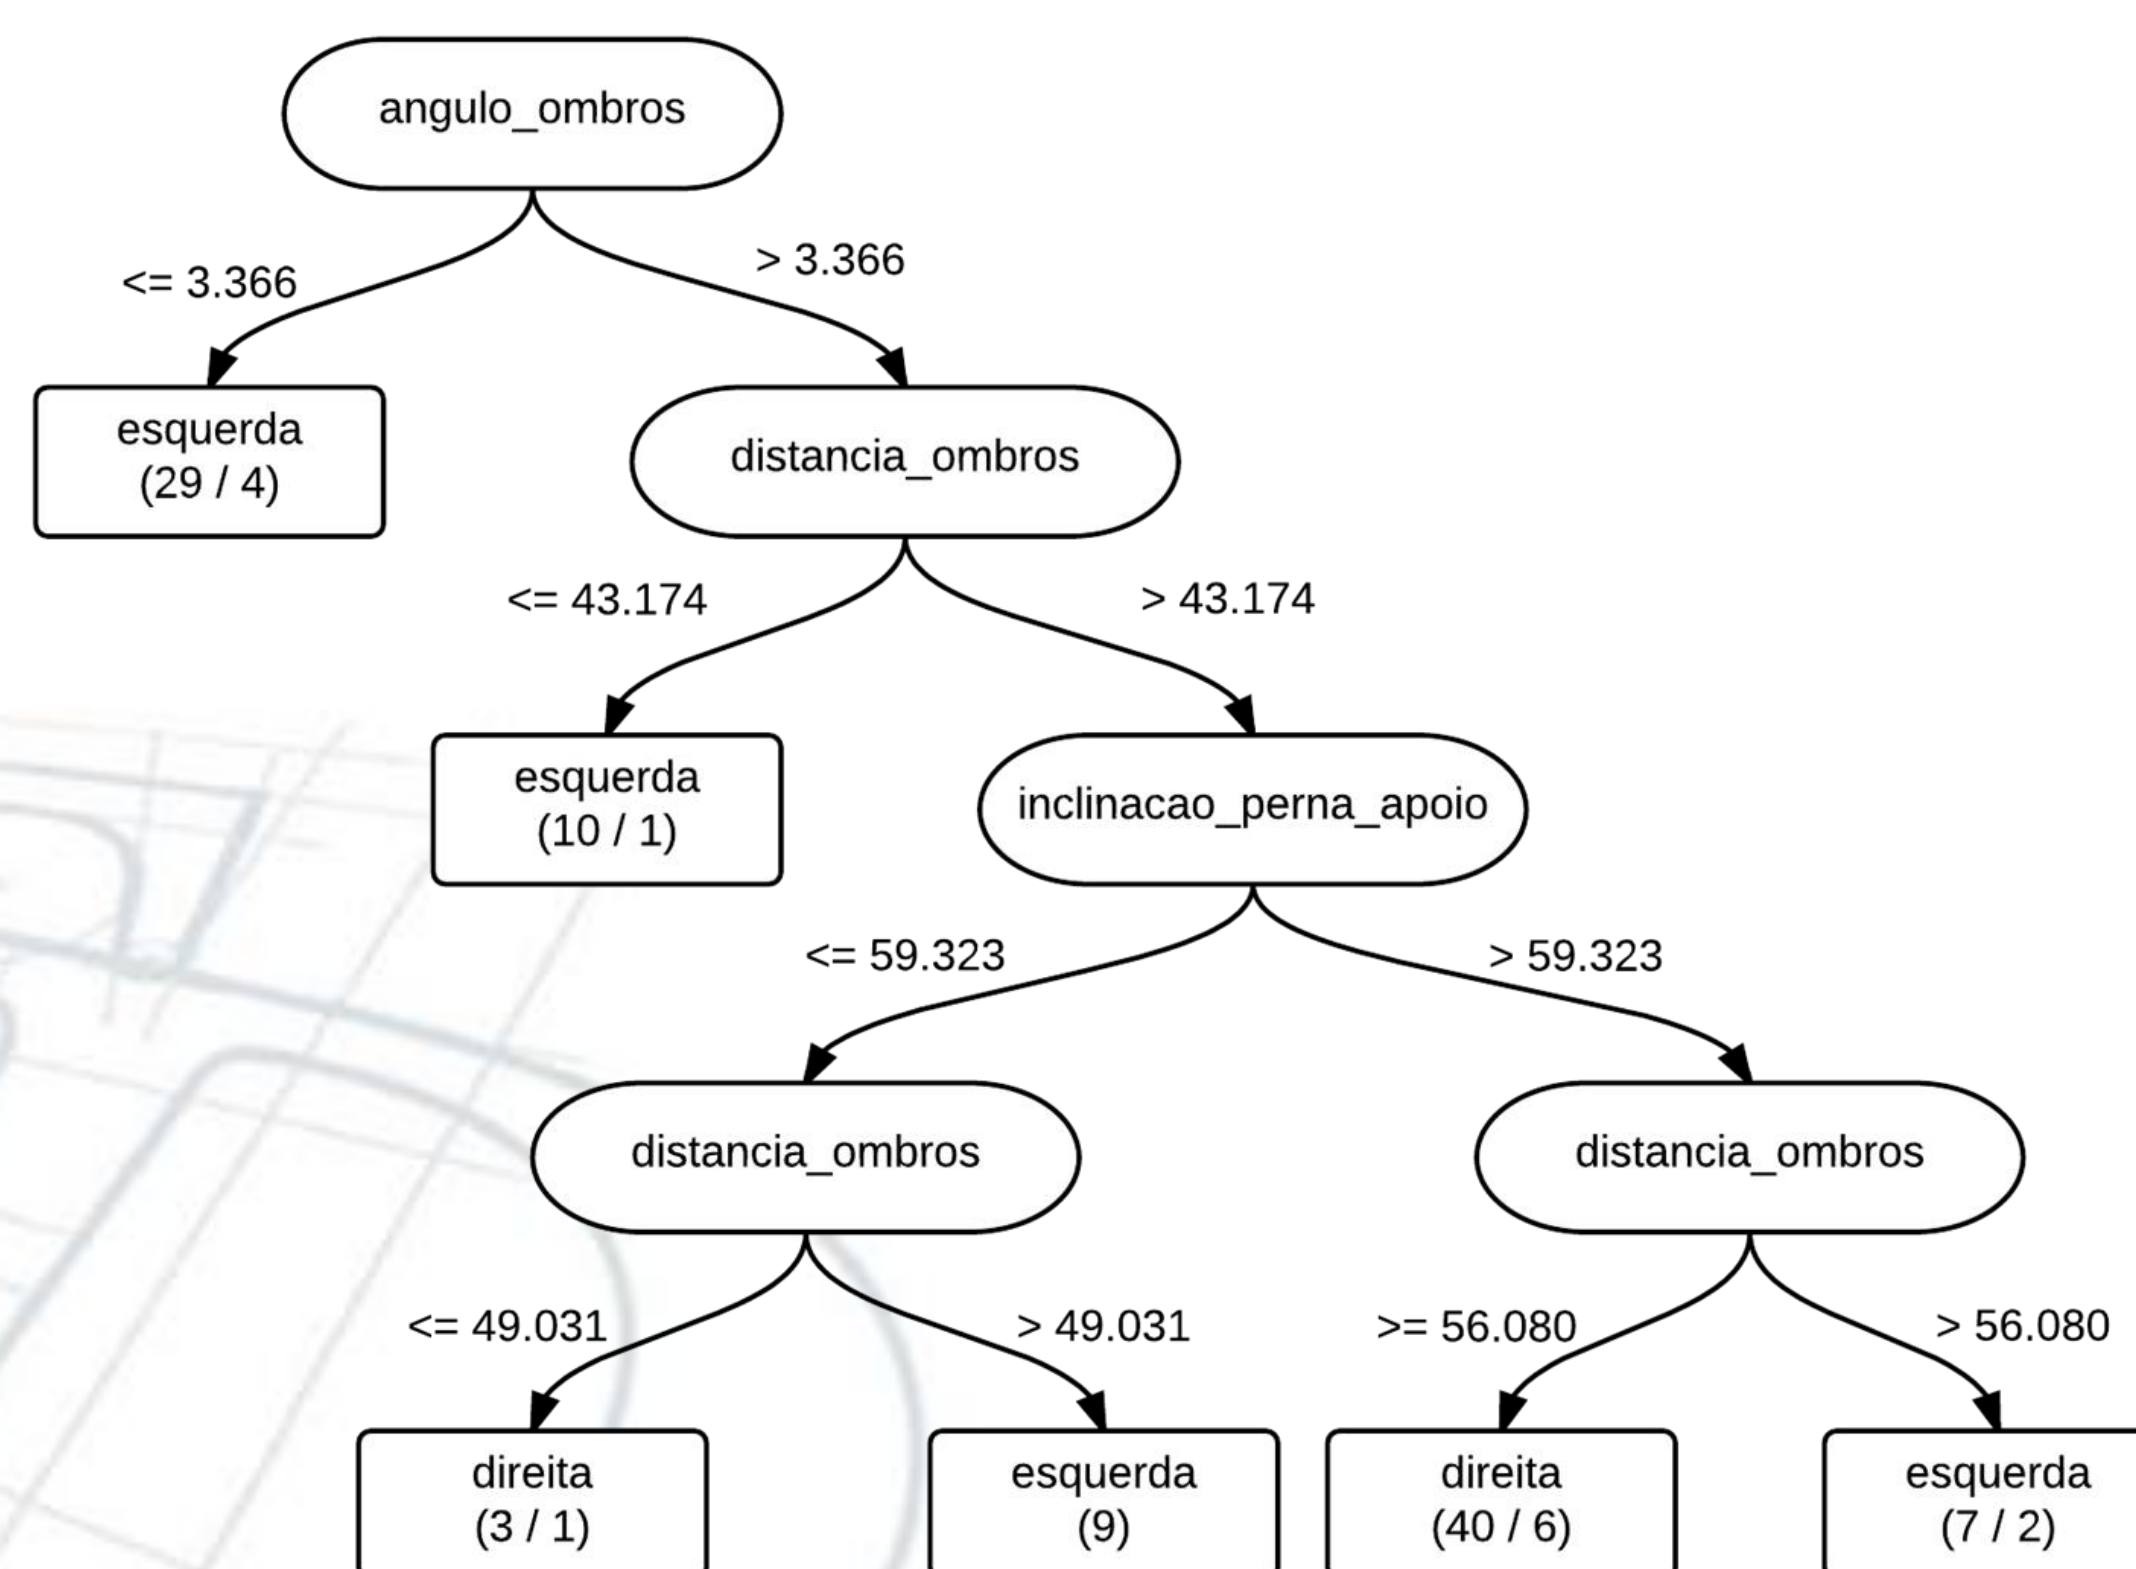 angulo_ombros
<= 3.366
> 3.366
esquerda
(29 / 4)
distancia_ombros
<= 43.174
> 43.174
esquerda
(10 / 1)
inclinacao_perna_apoio
<= 59.323
> 59.323
distancia_ombros
distancia_ombros
<= 49.031
> 49.031
>= 56.080
> 56.080
direita
(3 / 1)
esquerda
(9)
direita
(40 / 6)
esquerda
(7 / 2)